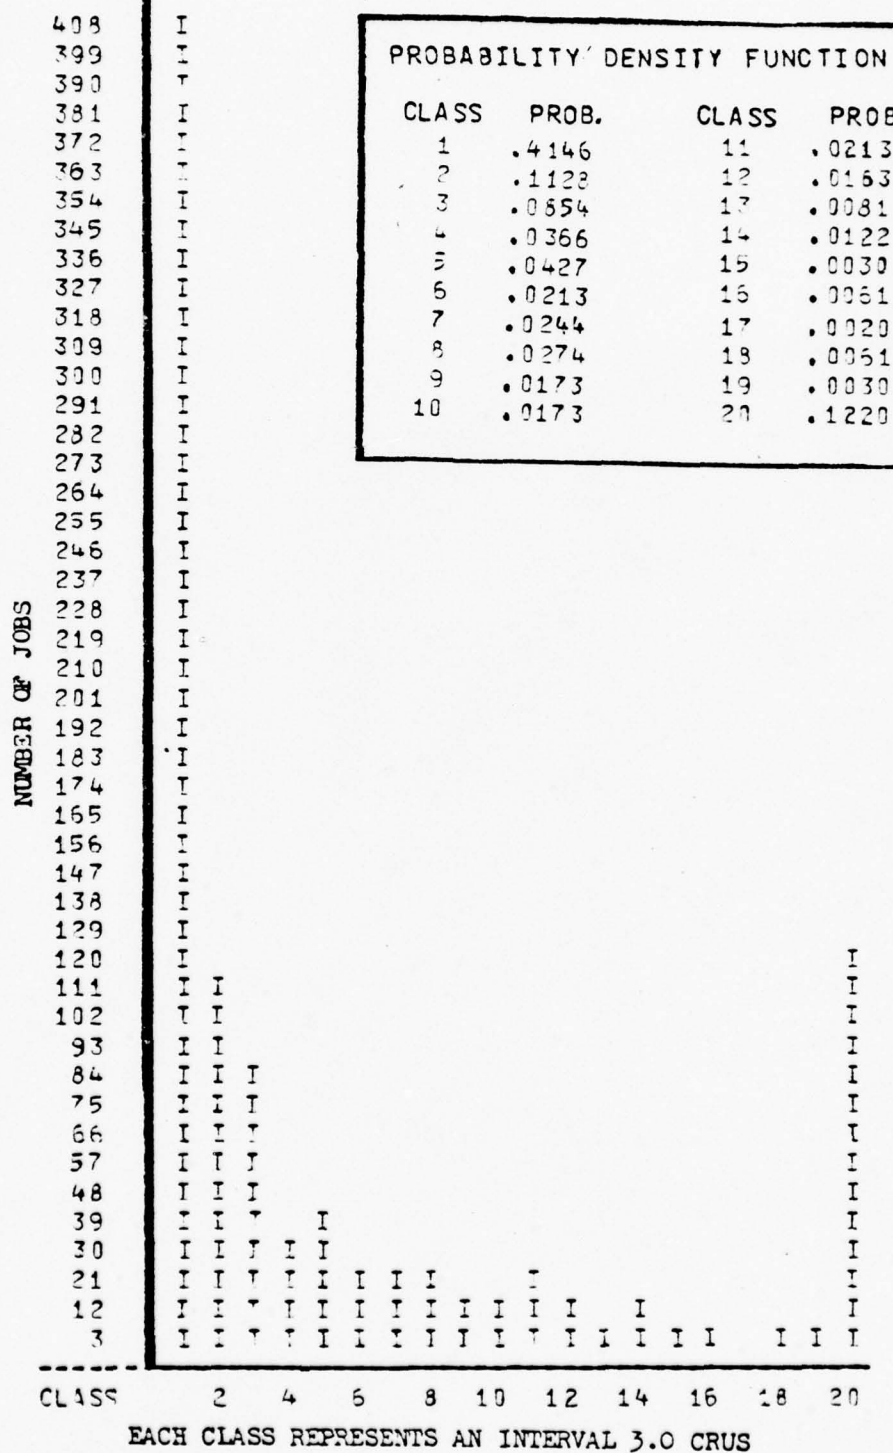 PROBABILITY DENSITY FUNCTION
CLASS PROB. CLASS PROB
1 .4146 11 .0213
2 .1128 12 .0163
3 .0854 13 .0081
4 .0366 14 .0122
5 .0427 15 .0030
6 .0213 16 .0061
7 .0244 17 .0020
8 .0274 18 .0061
9 .0173 19 .0030
10 .0173 20 .1220
NUMBER OF JOBS
408 I
399 I
390 I
381 I
372 I
363 I
354 I
345 I
336 I
327 I
318 I
309 I
300 I
291 I
282 I
273 I
264 I
255 I
246 I
237 I
228 I
219 I
210 I
201 I
192 I
183 I
174 I
165 I
156 I
147 I
138 I
129 I
120 I I
111 I I I
102 I I I
93 I I I
84 I I I I
75 I I I I
66 I I I I
57 I I I I
48 I I I I
39 I I I I I
30 I I I I I I
21 I I I I I I I I I I
12 I I I I I I I I I I I I I I
3 I I I I I I I I I I I I I I I I I I I
CLASS 2 4 6 8 10 12 14 16 18 20
EACH CLASS REPRESENTS AN INTERVAL 3.0 CRUS